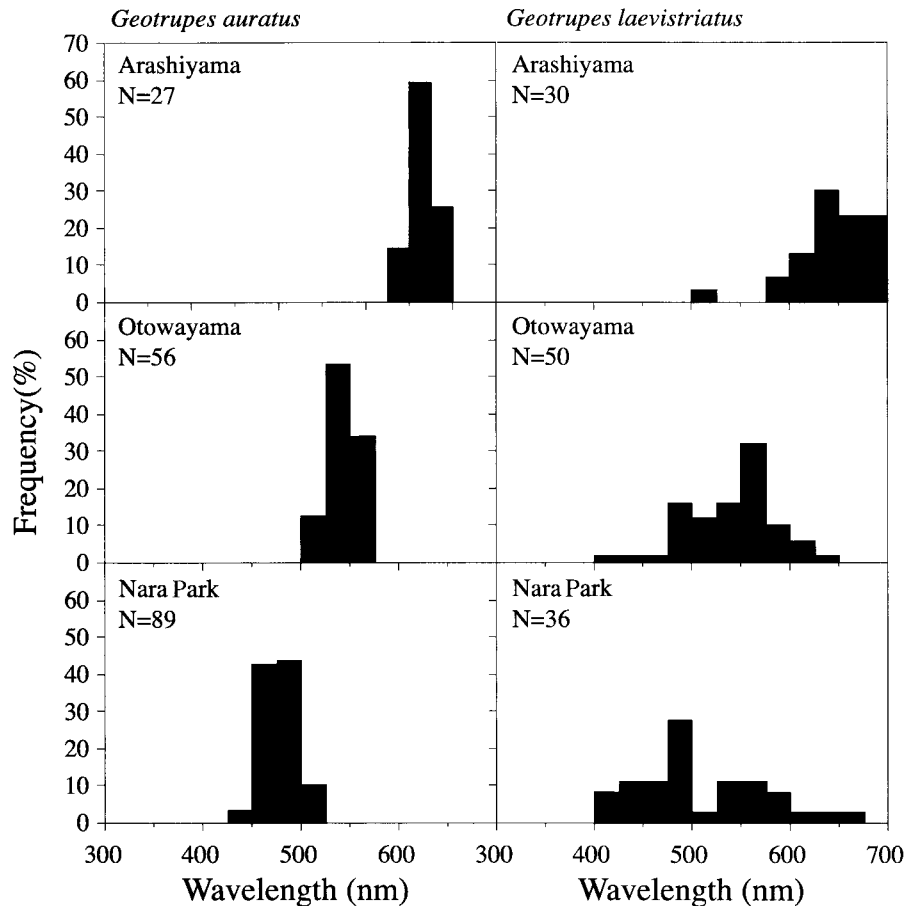 Geotrupes auratus
Geotrupes laevistriatus
70
60
50
40
30
20
10
0
Arashiyama
N=27
Arashiyama
N=30
60
50
40
30
20
10
0
Otowayama
N=56
Otowayama
N=50
60
50
40
30
20
10
0
Nara Park
N=89
Nara Park
N=36
Frequency(%)
300
400
500
600
300
400
500
600
700
Wavelength (nm)
Wavelength (nm)